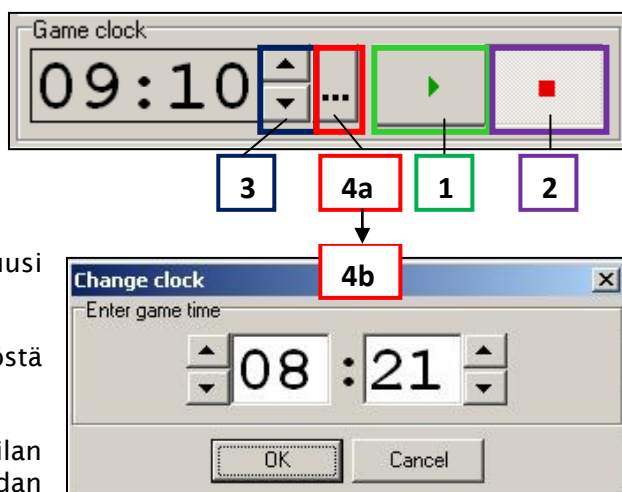 Game clock
09:10
...
3 4a 1 2
4b
Change clock
Enter game time
08 : 21
OK Cancel